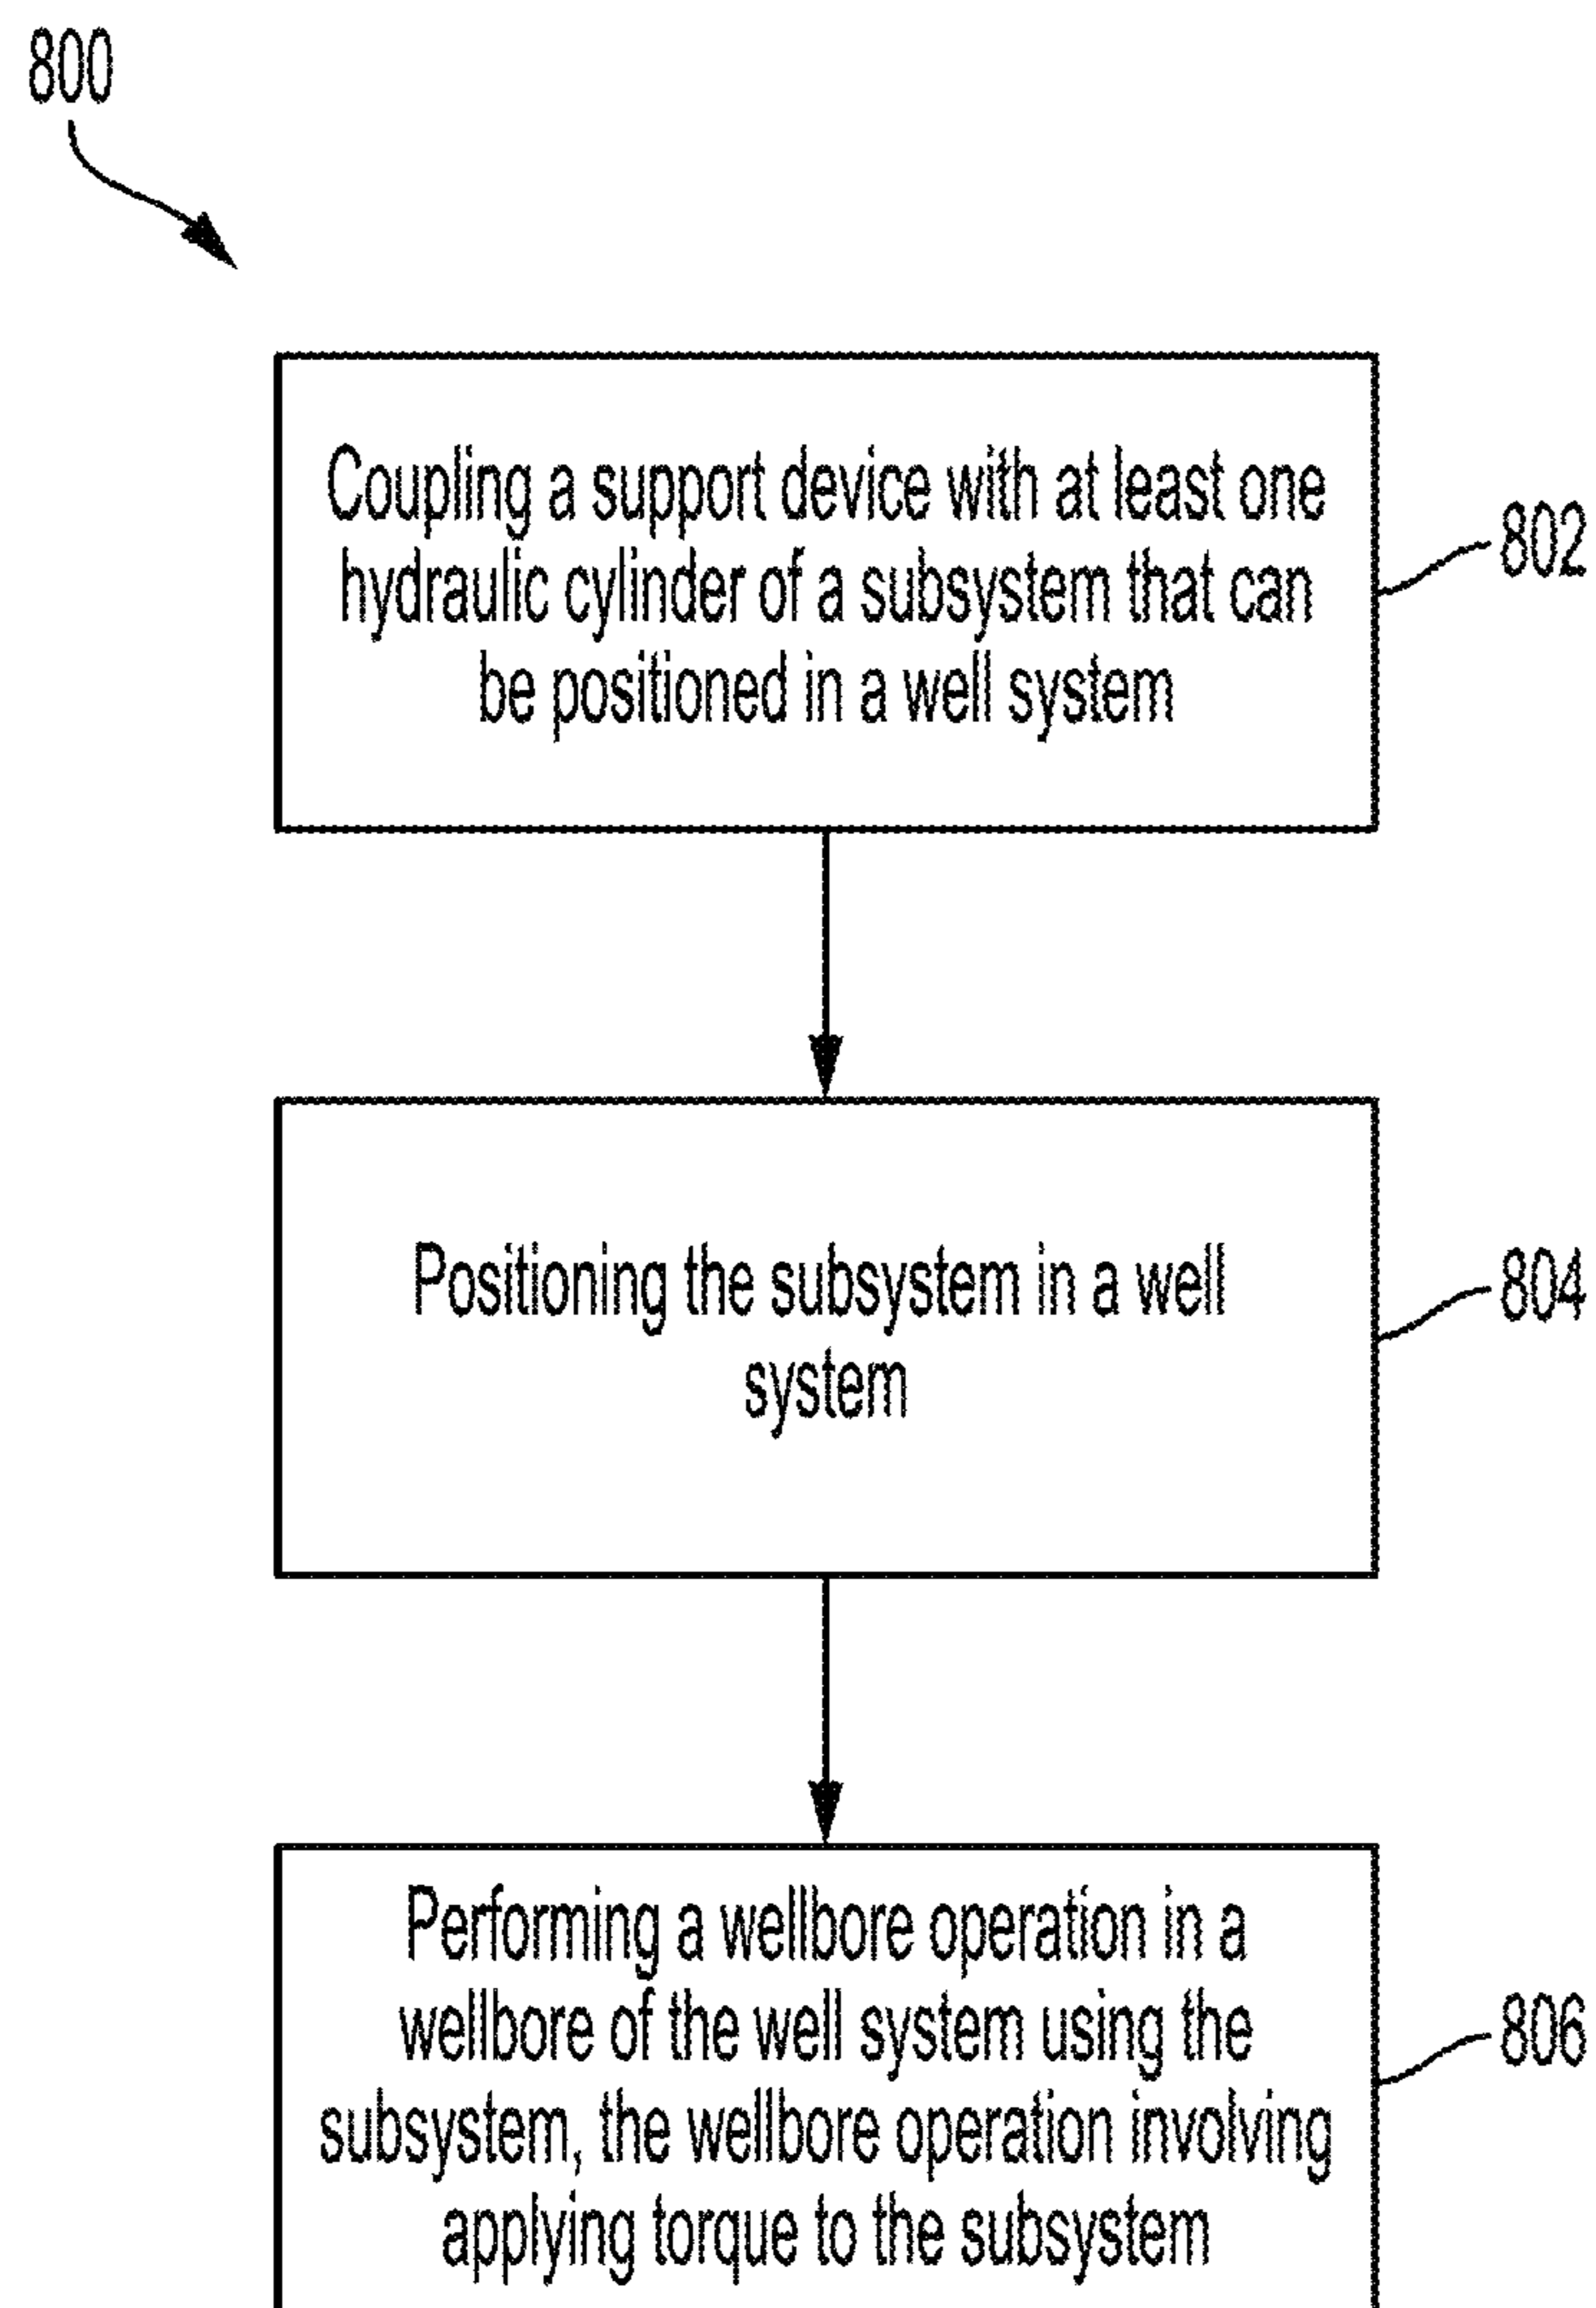 800
Coupling a support device with at least one
hydraulic cylinder of a subsystem that can
be positioned in a well system
802
Positioning the subsystem in a well
system
804
Performing a wellbore operation in a
wellbore of the well system using the
subsystem, the wellbore operation involving
applying torque to the subsystem
806